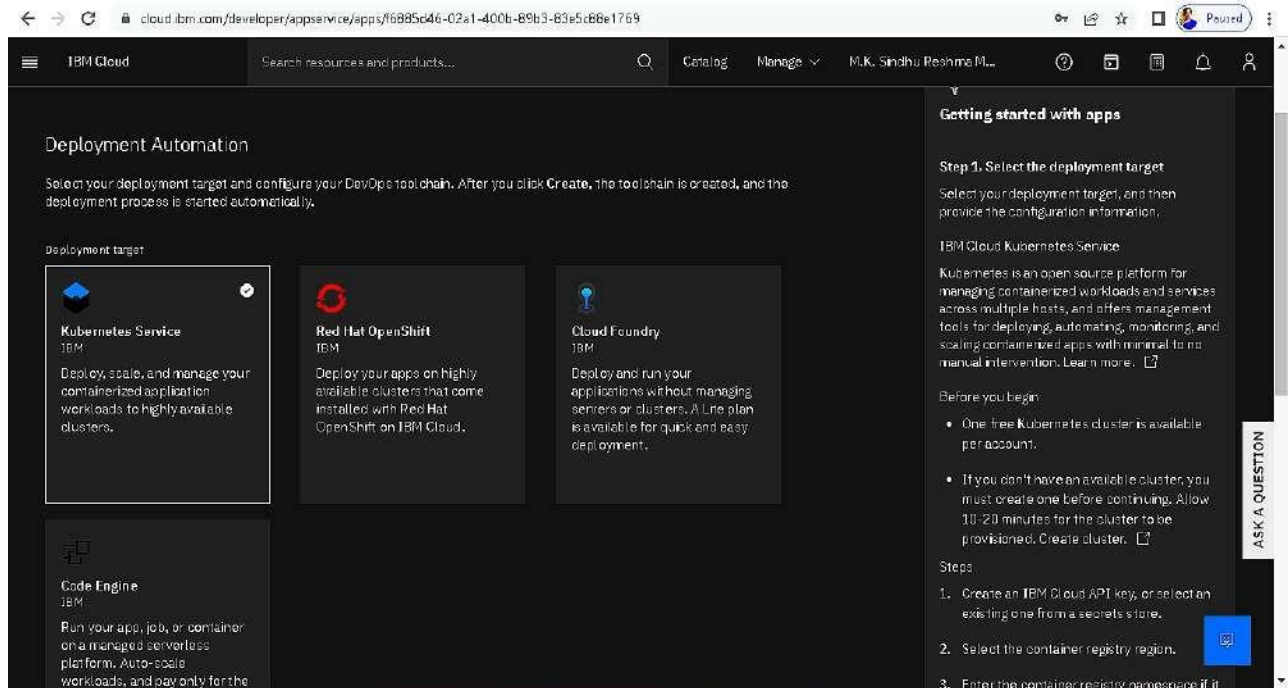 cloud.ibm.com/developer/appservice/apps/f6885d46-02a1-400b-89b3-83e5c88e1769
Paused
IBM Cloud
Search resources and products...
Catalog
Manage
M.K. Sindhu Reshma M...
Deployment Automation
Select your deployment target and configure your DevOps toolchain. After you click Create, the toolchain is created, and the
deployment process is started automatically.
Deployment target
Kubernetes Service
IBM
Deploy, scale, and manage your
containerized application
workloads to highly available
clusters.
Red Hat OpenShift
IBM
Deploy your apps on highly
available clusters that come
installed with Red Hat
OpenShift on IBM Cloud.
Cloud Foundry
IBM
Deploy and run your
applications without managing
servers or clusters. A Lite plan
is available for quick and easy
deployment.
Code Engine
IBM
Run your app, job, or container
on a managed serverless
platform. Auto-scale
workloads, and pay only for the
Getting started with apps
Step 1. Select the deployment target
Select your deployment target, and then
provide the configuration information.
IBM Cloud Kubernetes Service
Kubernetes is an open source platform for
managing containerized workloads and services
across multiple hosts, and offers management
tools for deploying, automating, monitoring, and
scaling containerized apps with minimal to no
manual intervention. Learn more.
Before you begin
• One free Kubernetes cluster is available
per account.
• If you don't have an available cluster, you
must create one before continuing. Allow
10-20 minutes for the cluster to be
provisioned. Create cluster.
Steps
1. Create an IBM Cloud API key, or select an
existing one from a secrets store.
2. Select the container registry region.
3. Enter the container registry namespace if it
ASK A QUESTION